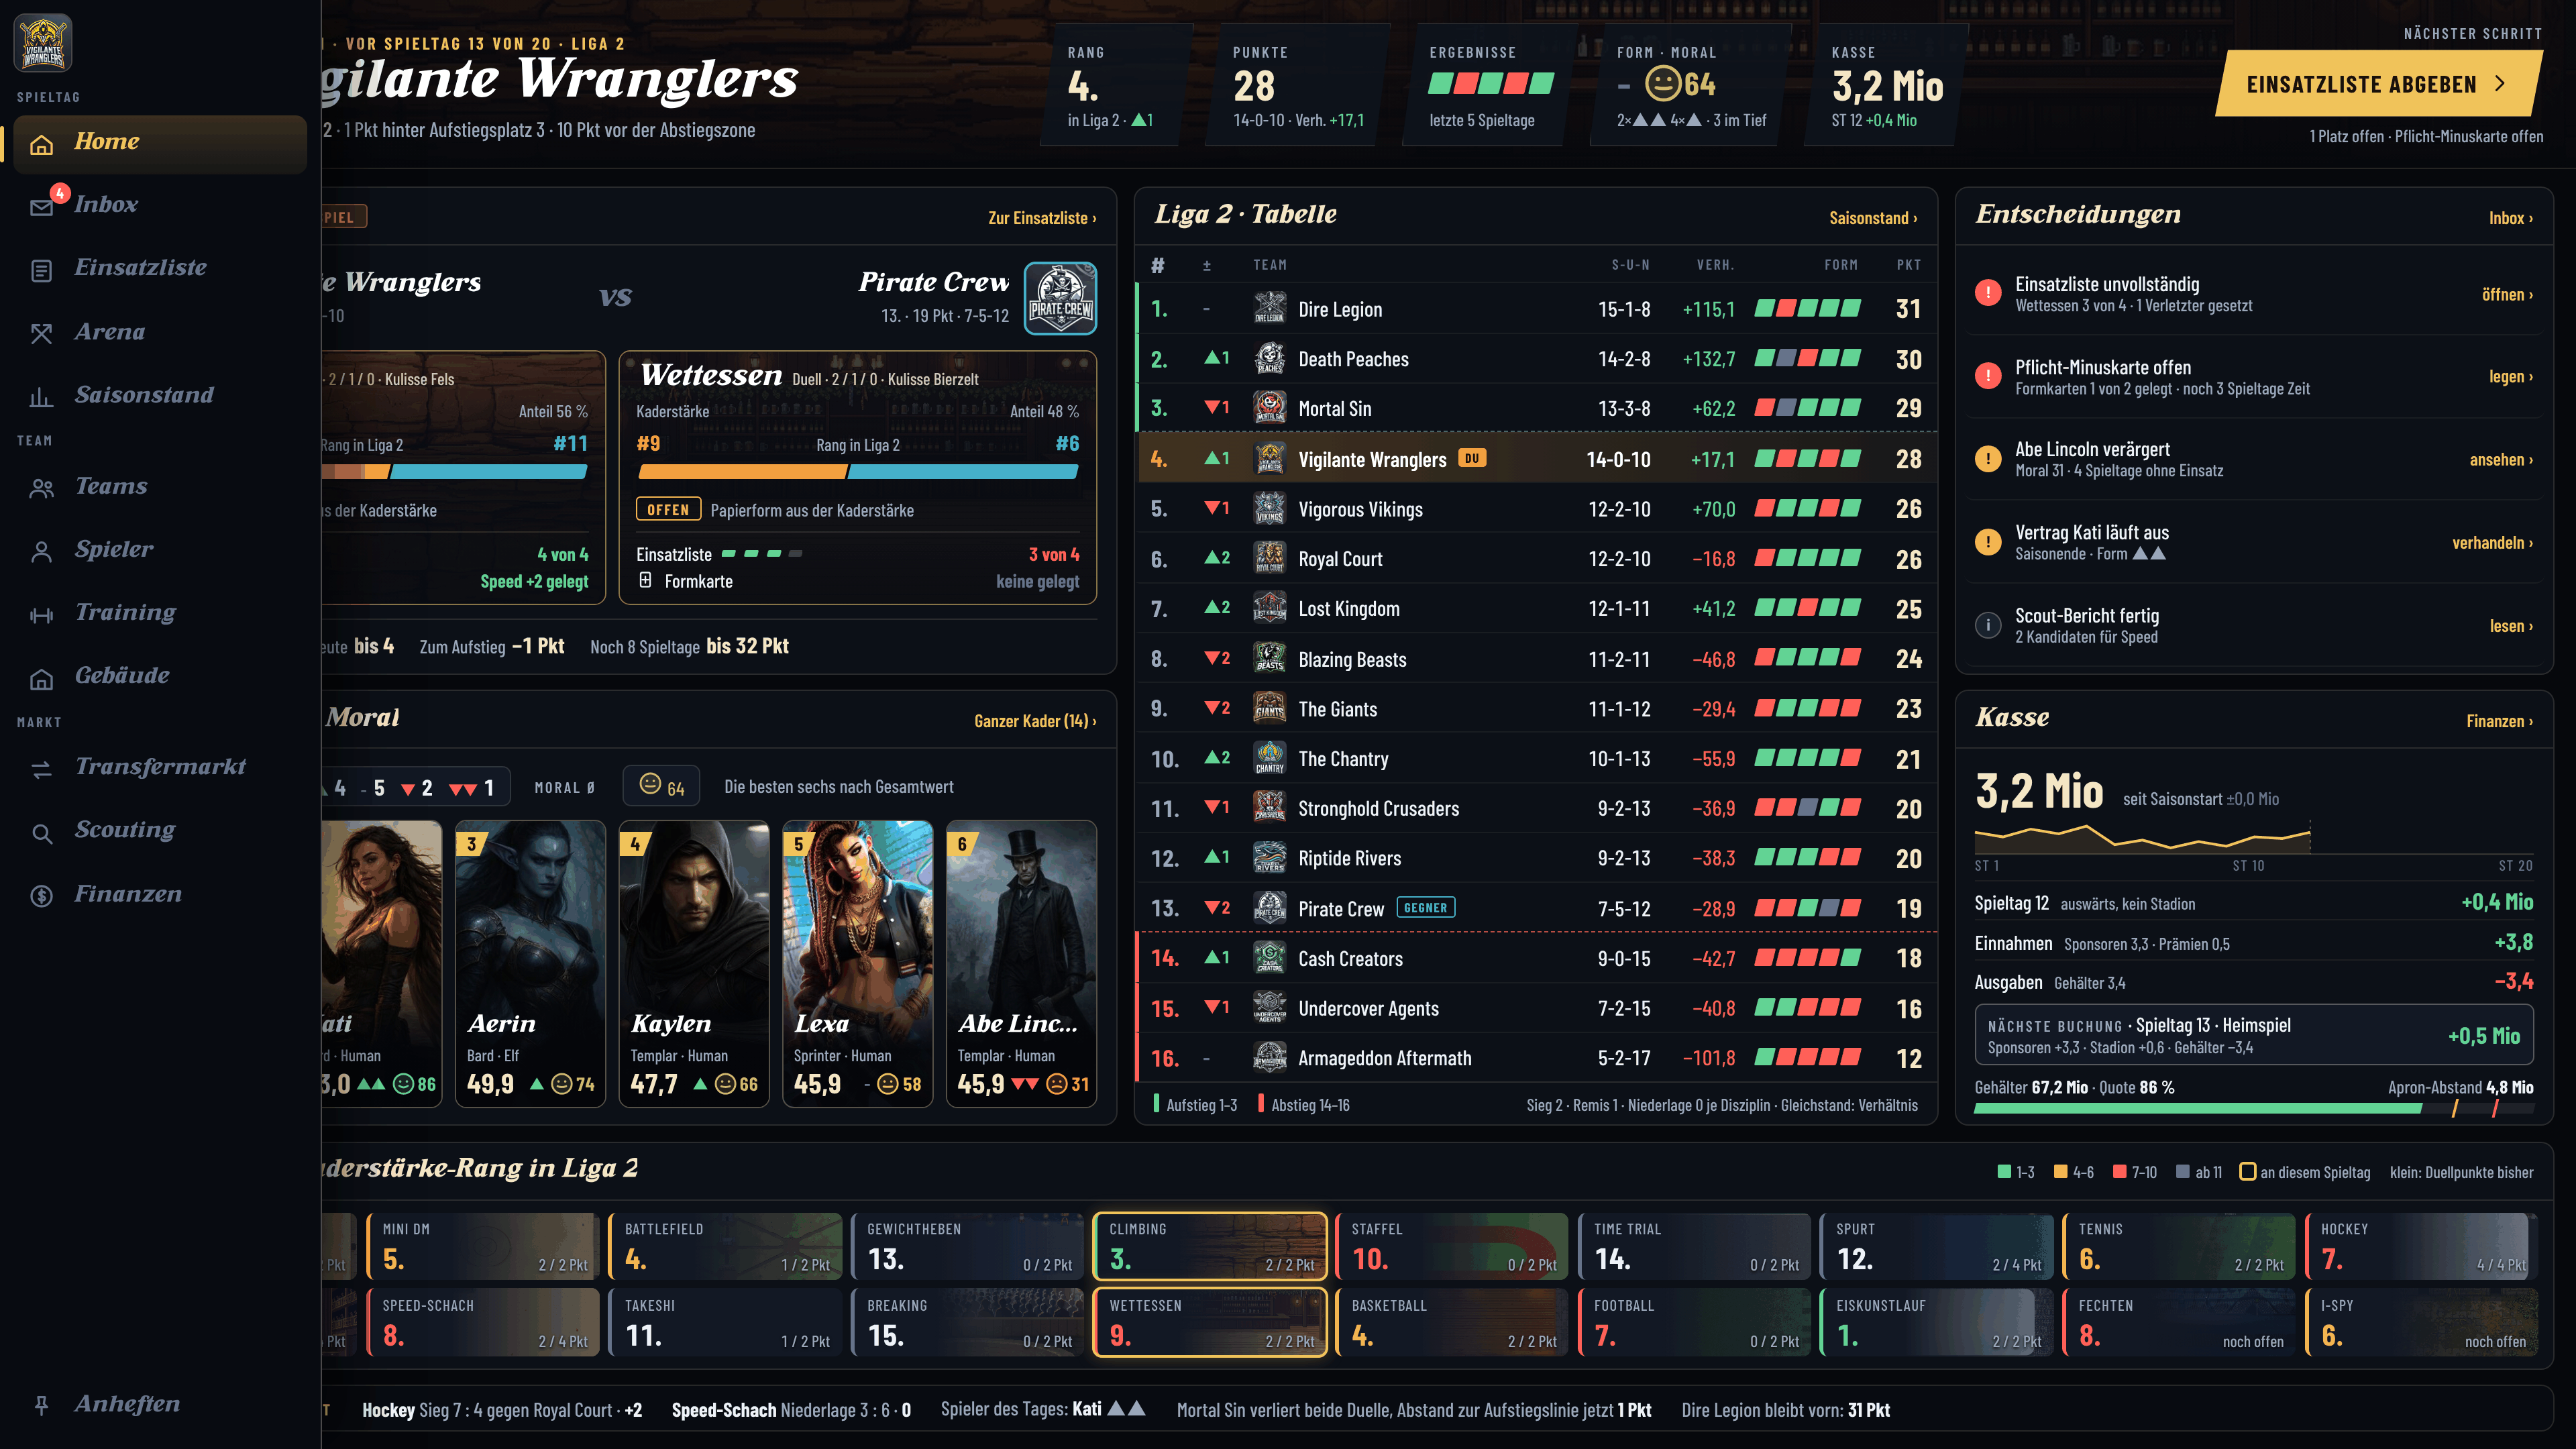 VIGILANTE WRANGLERS
SPIELTAG
Home
4
Inbox
Einsatzliste
Arena
Saisonstand
TEAM
Teams
Spieler
Training
Gebäude
MARKT
Transfermarkt
Scouting
Finanzen
Anheften
· VOR SPIELTAG 13 VON 20 · LIGA 2
gilante Wranglers
2 · 1 Pkt hinter Aufstiegsplatz 3 · 10 Pkt vor der Abstiegszone
RANG
4.
in Liga 2 · ▲1
PUNKTE
28
14-0-10 · Verh. +17,1
ERGEBNISSE
letzte 5 Spieltage
FORM · MORAL
– 64
2×▲▲ 4×▲ · 3 im Tief
KASSE
3,2 Mio
ST 12 +0,4 Mio
NÄCHSTER SCHRITT
EINSATZLISTE ABGEBEN ›
1 Platz offen · Pflicht-Minuskarte offen
PIEL
Zur Einsatzliste ›
e Wranglers
-10
vs
Pirate Crew
13. · 19 Pkt · 7-5-12
PIRATE CREW
· 2 / 1 / 0 · Kulisse Fels
Anteil 56 %
Rang in Liga 2
#11
s der Kaderstärke
4 von 4
Speed +2 gelegt
Wettessen Duell · 2 / 1 / 0 · Kulisse Bierzelt
Kaderstärke Anteil 48 %
#9 Rang in Liga 2 #6
OFFEN Papierform aus der Kaderstärke
Einsatzliste 3 von 4
Formkarte keine gelegt
eute bis 4 Zum Aufstieg −1 Pkt Noch 8 Spieltage bis 32 Pkt
Moral
Ganzer Kader (14) ›
4 - 5 ▼ 2 ▼▼ 1 MORAL Ø 64 Die besten sechs nach Gesamtwert
ati
rd · Human
3,0 ▲▲ 86
3
Aerin
Bard · Elf
49,9 ▲ 74
4
Kaylen
Templar · Human
47,7 ▲ 66
5
Lexa
Sprinter · Human
45,9 - 58
6
Abe Linc...
Templar · Human
45,9 ▼▼ 31
Liga 2 · Tabelle
Saisonstand ›
# ± TEAM S-U-N VERH. FORM PKT
1. - Dire Legion 15-1-8 +115,1 31
2. ▲1 Death Peaches 14-2-8 +132,7 30
3. ▼1 Mortal Sin 13-3-8 +62,2 29
4. ▲1 Vigilante Wranglers DU 14-0-10 +17,1 28
5. ▼1 Vigorous Vikings 12-2-10 +70,0 26
6. ▲2 Royal Court 12-2-10 −16,8 26
7. ▲2 Lost Kingdom 12-1-11 +41,2 25
8. ▼2 Blazing Beasts 11-2-11 −46,8 24
9. ▼2 The Giants 11-1-12 −29,4 23
10. ▲2 The Chantry 10-1-13 −55,9 21
11. ▼1 Stronghold Crusaders 9-2-13 −36,9 20
12. ▲1 Riptide Rivers 9-2-13 −38,3 20
13. ▼2 Pirate Crew GEGNER 7-5-12 −28,9 19
14. ▲1 Cash Creators 9-0-15 −42,7 18
15. ▼1 Undercover Agents 7-2-15 −40,8 16
16. - Armageddon Aftermath 5-2-17 −101,8 12
Aufstieg 1–3 Abstieg 14–16 Sieg 2 · Remis 1 · Niederlage 0 je Disziplin · Gleichstand: Verhältnis
Entscheidungen
Inbox ›
! Einsatzliste unvollständig
Wettessen 3 von 4 · 1 Verletzter gesetzt
öffnen ›
! Pflicht-Minuskarte offen
Formkarten 1 von 2 gelegt · noch 3 Spieltage Zeit
legen ›
! Abe Lincoln verärgert
Moral 31 · 4 Spieltage ohne Einsatz
ansehen ›
! Vertrag Kati läuft aus
Saisonende · Form ▲▲
verhandeln ›
i Scout-Bericht fertig
2 Kandidaten für Speed
lesen ›
Kasse
Finanzen ›
3,2 Mio seit Saisonstart ±0,0 Mio
ST 1 ST 10 ST 20
Spieltag 12 auswärts, kein Stadion +0,4 Mio
Einnahmen Sponsoren 3,3 · Prämien 0,5 +3,8
Ausgaben Gehälter 3,4 −3,4
NÄCHSTE BUCHUNG · Spieltag 13 · Heimspiel
Sponsoren +3,3 · Stadion +0,6 · Gehälter −3,4
+0,5 Mio
Gehälter 67,2 Mio · Quote 86 % Apron-Abstand 4,8 Mio
aderstärke-Rang in Liga 2
1–3 4–6 7–10 ab 11 an diesem Spieltag klein: Duellpunkte bisher
Pkt
MINI DM
5. 2 / 2 Pkt
BATTLEFIELD
4. 1 / 2 Pkt
GEWICHTHEBEN
13. 0 / 2 Pkt
CLIMBING
3. 2 / 2 Pkt
STAFFEL
10. 0 / 2 Pkt
TIME TRIAL
14. 0 / 2 Pkt
SPURT
12. 2 / 4 Pkt
TENNIS
6. 2 / 2 Pkt
HOCKEY
7. 4 / 4 Pkt
Pkt
SPEED-SCHACH
8. 2 / 4 Pkt
TAKESHI
11. 1 / 2 Pkt
BREAKING
15. 0 / 2 Pkt
WETTESSEN
9. 2 / 2 Pkt
BASKETBALL
4. 2 / 2 Pkt
FOOTBALL
7. 0 / 2 Pkt
EISKUNSTLAUF
1. 2 / 2 Pkt
FECHTEN
8. noch offen
I-SPY
6. noch offen
T Hockey Sieg 7 : 4 gegen Royal Court · +2 Speed-Schach Niederlage 3 : 6 · 0 Spieler des Tages: Kati ▲▲ Mortal Sin verliert beide Duelle, Abstand zur Aufstiegslinie jetzt 1 Pkt Dire Legion bleibt vorn: 31 Pkt